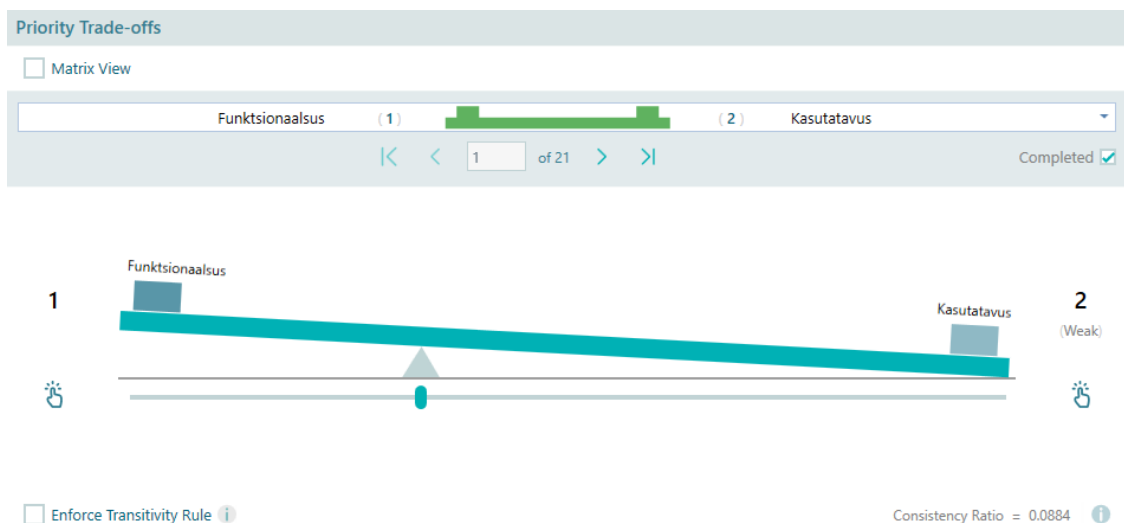 Priority Trade-offs
Matrix View
Funktsionaalsus ( 1 ) ( 2 ) Kasutatavus
1 of 21 Completed
Funktsionaalsus
1
Kasutatavus
2
(Weak)
Enforce Transitivity Rule i Consistency Ratio = 0.0884 i